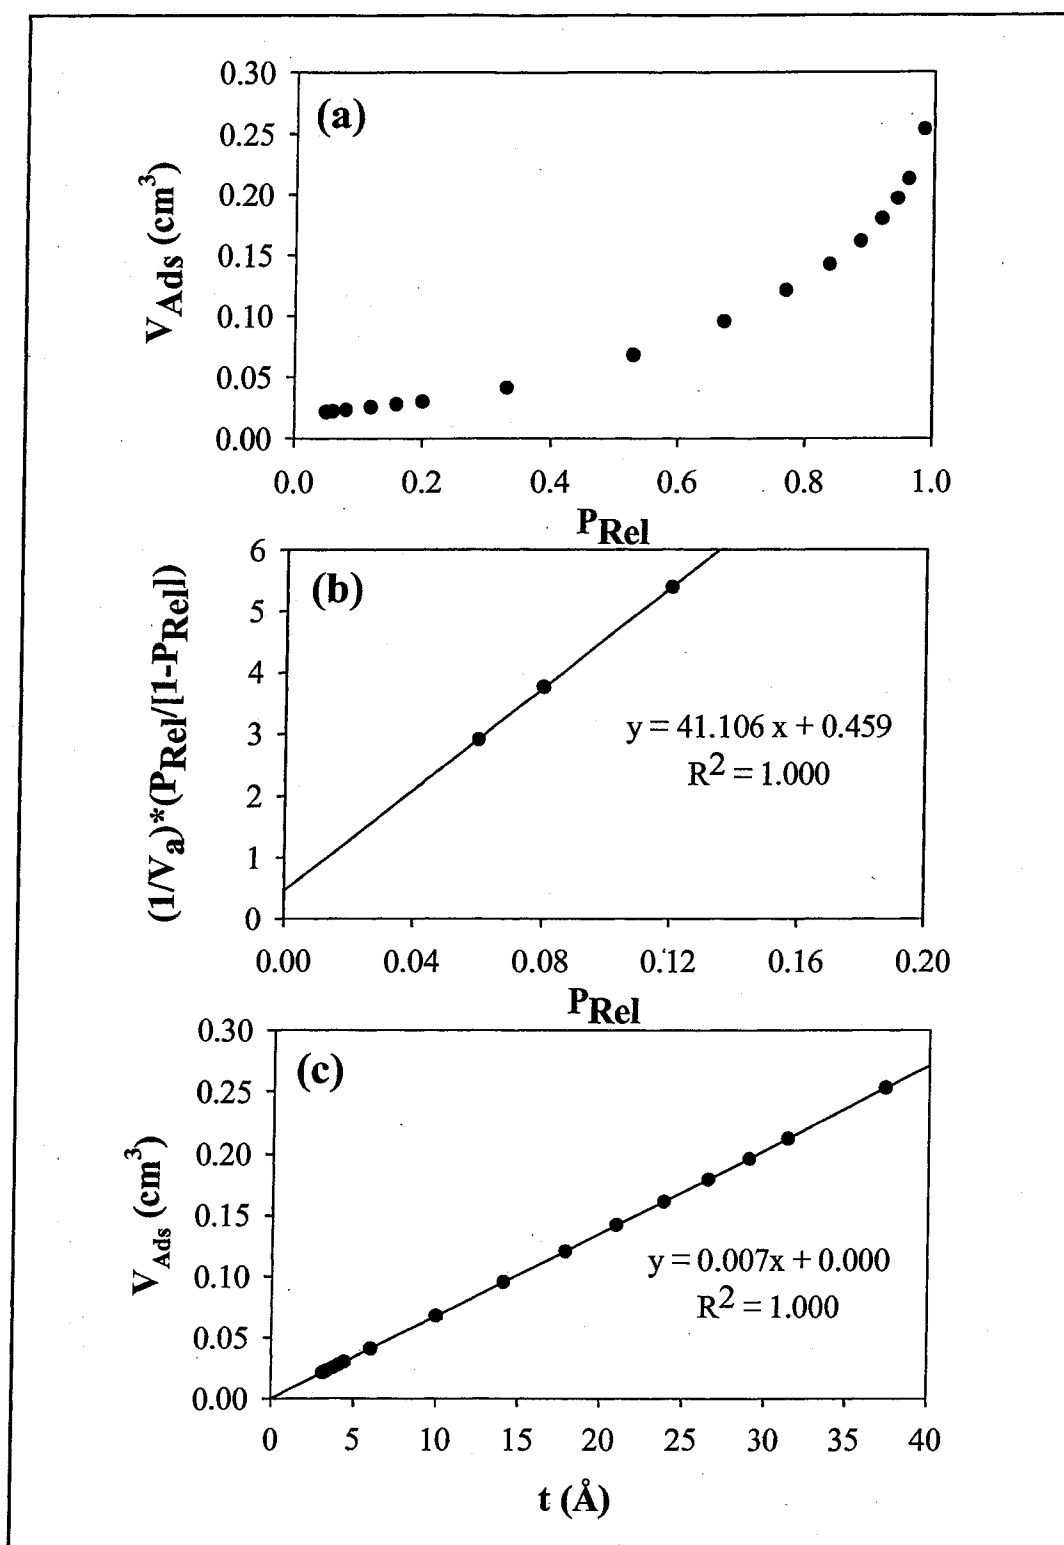 (a)
V_Ads (cm³)
0.30
0.25
0.20
0.15
0.10
0.05
0.00
0.0 0.2 0.4 0.6 0.8 1.0
P_Rel
(b)
(1/V_a)*(P_Rel/[1-P_Rel])
6
5
4
3
2
1
0
y = 41.106 x + 0.459
R² = 1.000
0.00 0.04 0.08 0.12 0.16 0.20
P_Rel
(c)
V_Ads (cm³)
0.30
0.25
0.20
0.15
0.10
0.05
0.00
y = 0.007x + 0.000
R² = 1.000
0 5 10 15 20 25 30 35 40
t (Å)